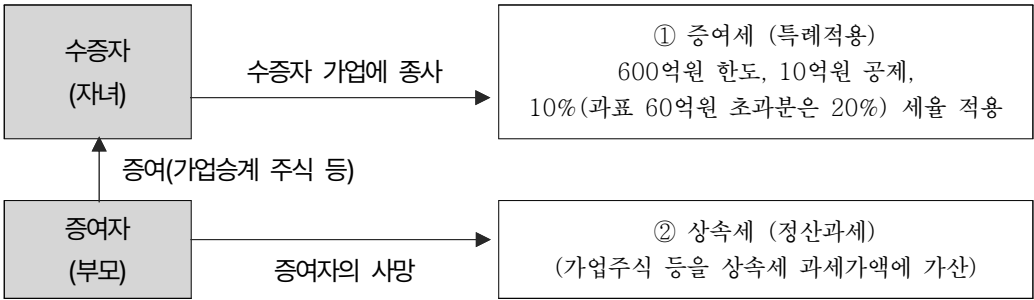 수증자
(자녀)
수증자 가업에 종사
① 증여세 (특례적용)
600억원 한도, 10억원 공제,
10%(과표 60억원 초과분은 20%) 세율 적용
증여(가업승계 주식 등)
증여자
(부모)
증여자의 사망
② 상속세 (정산과세)
(가업주식 등을 상속세 과세가액에 가산)